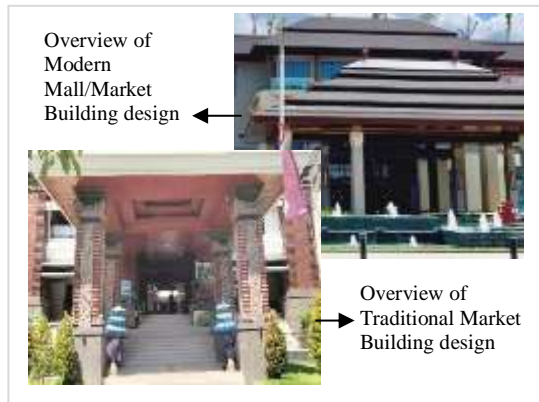 Overview of
Modern
Mall/Market
Building design
Overview of
Traditional Market
Building design